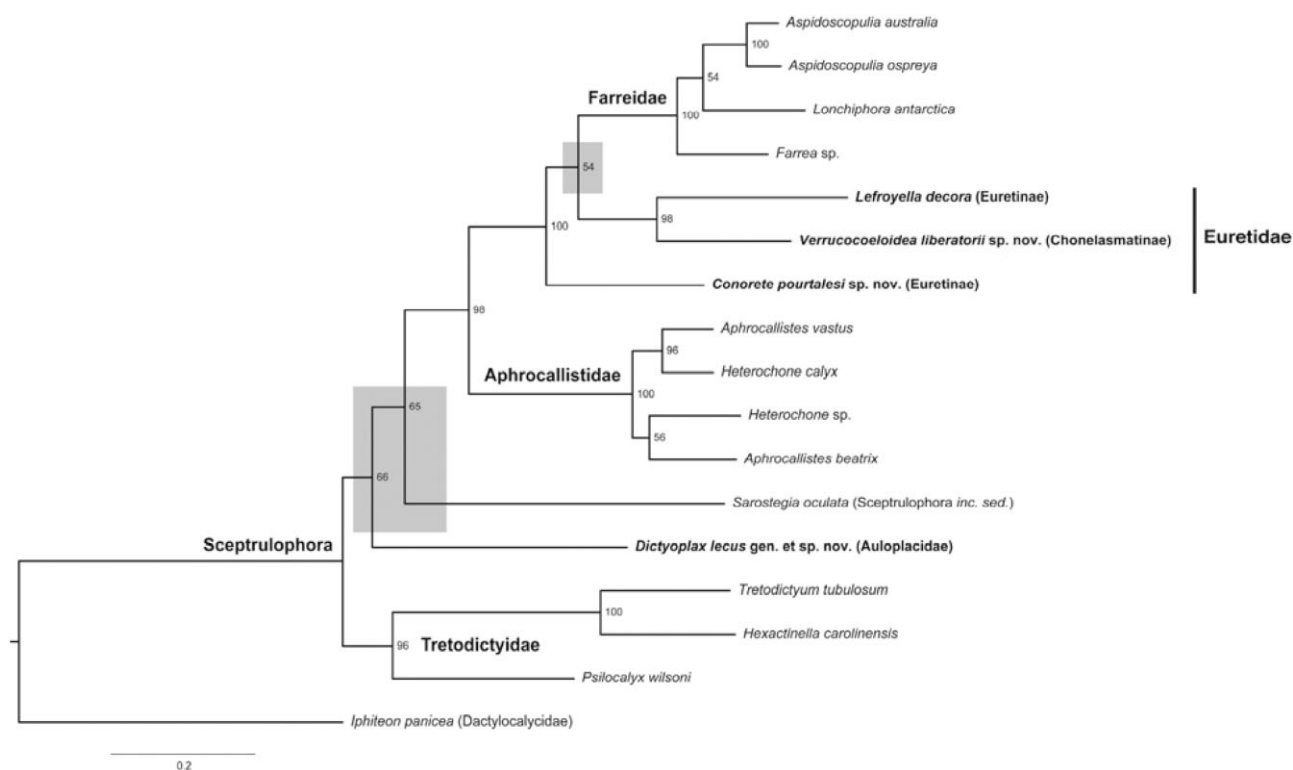 Aspidoscopulia australia
100
Aspidoscopulia ospreya
54
Farreidae
Lonchiphora antarctica
100
Farrea sp.
54
Lefroyella decora (Euretinae)
98
100
Verrucocoeloidea liberatorii sp. nov. (Chonelasmatinae)
Euretidae
Conorete pourtalesi sp. nov. (Euretinae)
98
Aphrocallistes vastus
96
Aphrocallistidae
Heterochone calyx
100
65
Heterochone sp.
56
Aphrocallistes beatrix
66
Sarostegia oculata (Sceptrulophora inc. sed.)
Sceptrulophora
Dictyoplax lecus gen. et sp. nov. (Auloplacidae)
Tretodictyum tubulosum
100
Hexactinella carolinensis
96
Tretodictyidae
Psilocalyx wilsoni
Iphiteon panicea (Dactylocalycidae)
0.2